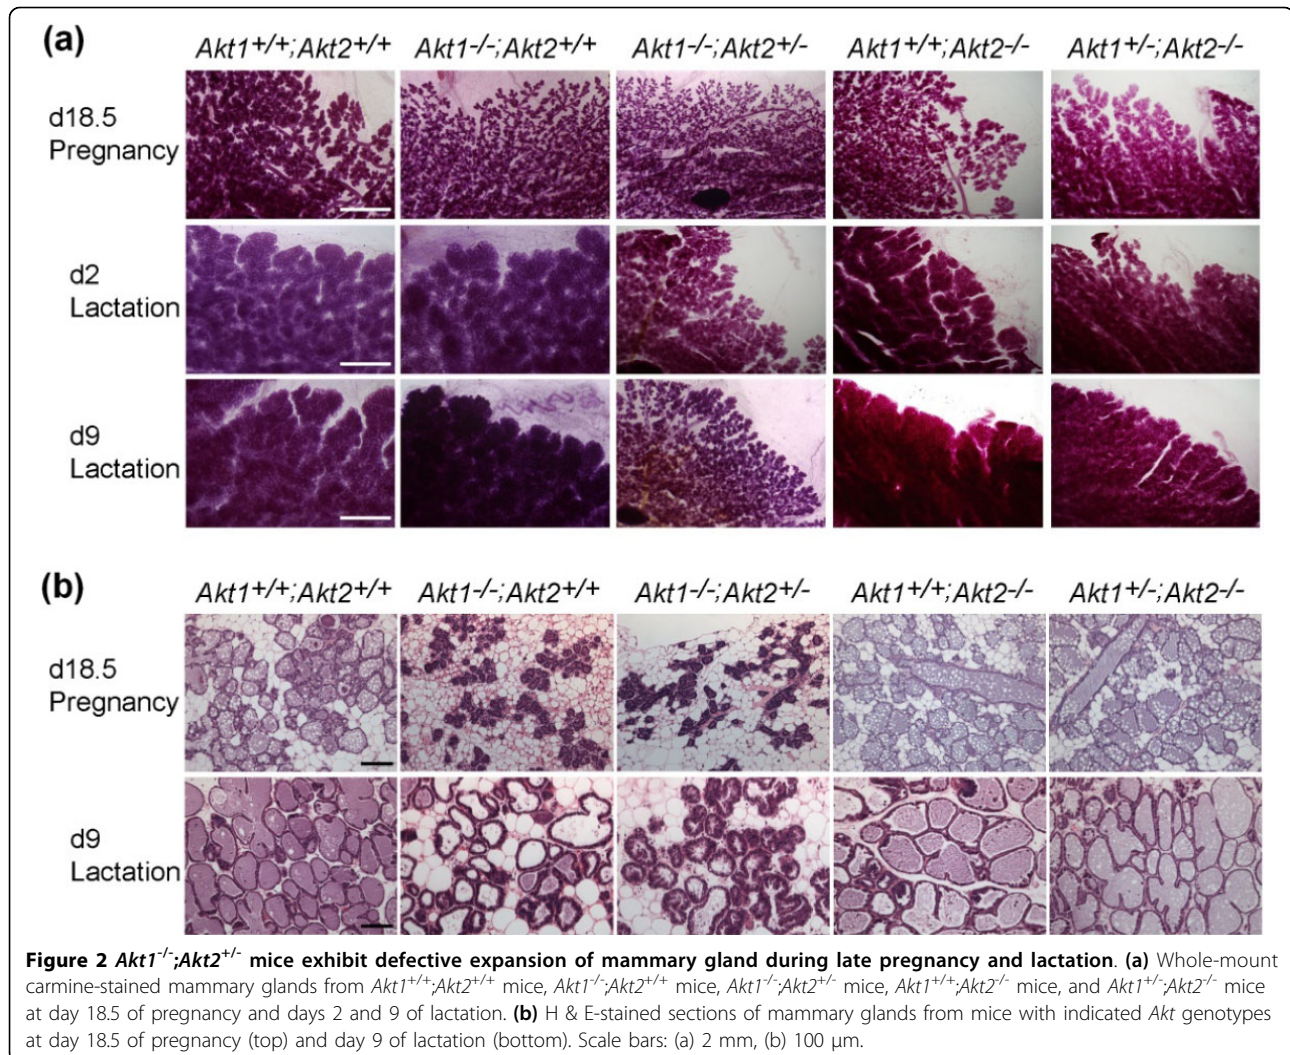 (a)
Akt1+/+;Akt2+/+ Akt1-/-;Akt2+/+ Akt1-/-;Akt2+/- Akt1+/+;Akt2-/- Akt1+/-;Akt2-/-
d18.5
Pregnancy
d2
Lactation
d9
Lactation
(b)
Akt1+/+;Akt2+/+ Akt1-/-;Akt2+/+ Akt1-/-;Akt2+/- Akt1+/+;Akt2-/- Akt1+/-;Akt2-/-
d18.5
Pregnancy
d9
Lactation
Figure 2 Akt1-/-;Akt2+/- mice exhibit defective expansion of mammary gland during late pregnancy and lactation. (a) Whole-mount
carmine-stained mammary glands from Akt1+/+;Akt2+/+ mice, Akt1-/-;Akt2+/+ mice, Akt1-/-;Akt2+/- mice, Akt1+/+;Akt2-/- mice, and Akt1+/-;Akt2-/- mice
at day 18.5 of pregnancy and days 2 and 9 of lactation. (b) H & E-stained sections of mammary glands from mice with indicated Akt genotypes
at day 18.5 of pregnancy (top) and day 9 of lactation (bottom). Scale bars: (a) 2 mm, (b) 100 μm.